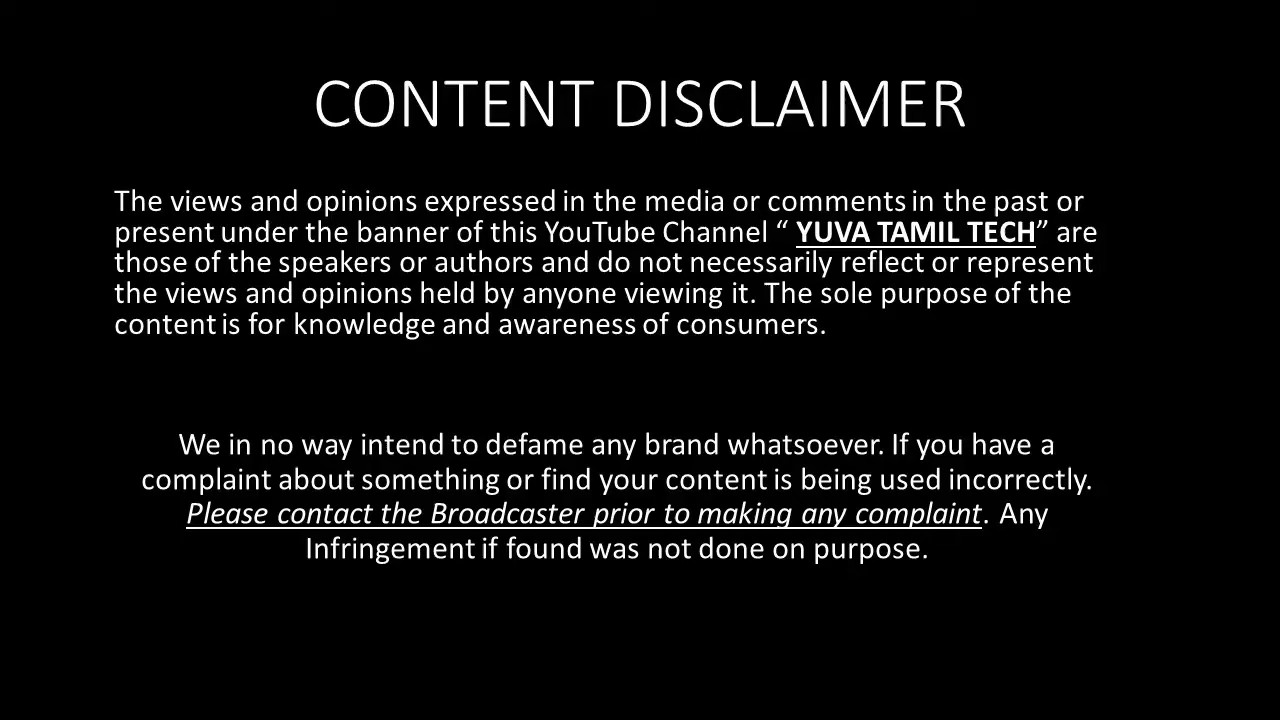 CONTENT DISCLAIMER
The views and opinions expressed in the media or comments in the past or
present under the banner of this YouTube Channel “ YUVA TAMIL TECH” are
those of the speakers or authors and do not necessarily reflect or represent
the views and opinions held by anyone viewing it. The sole purpose of the
content is for knowledge and awareness of consumers.
We in no way intend to defame any brand whatsoever. If you have a
complaint about something or find your content is being used incorrectly.
Please contact the Broadcaster prior to making any complaint. Any
Infringement if found was not done on purpose.